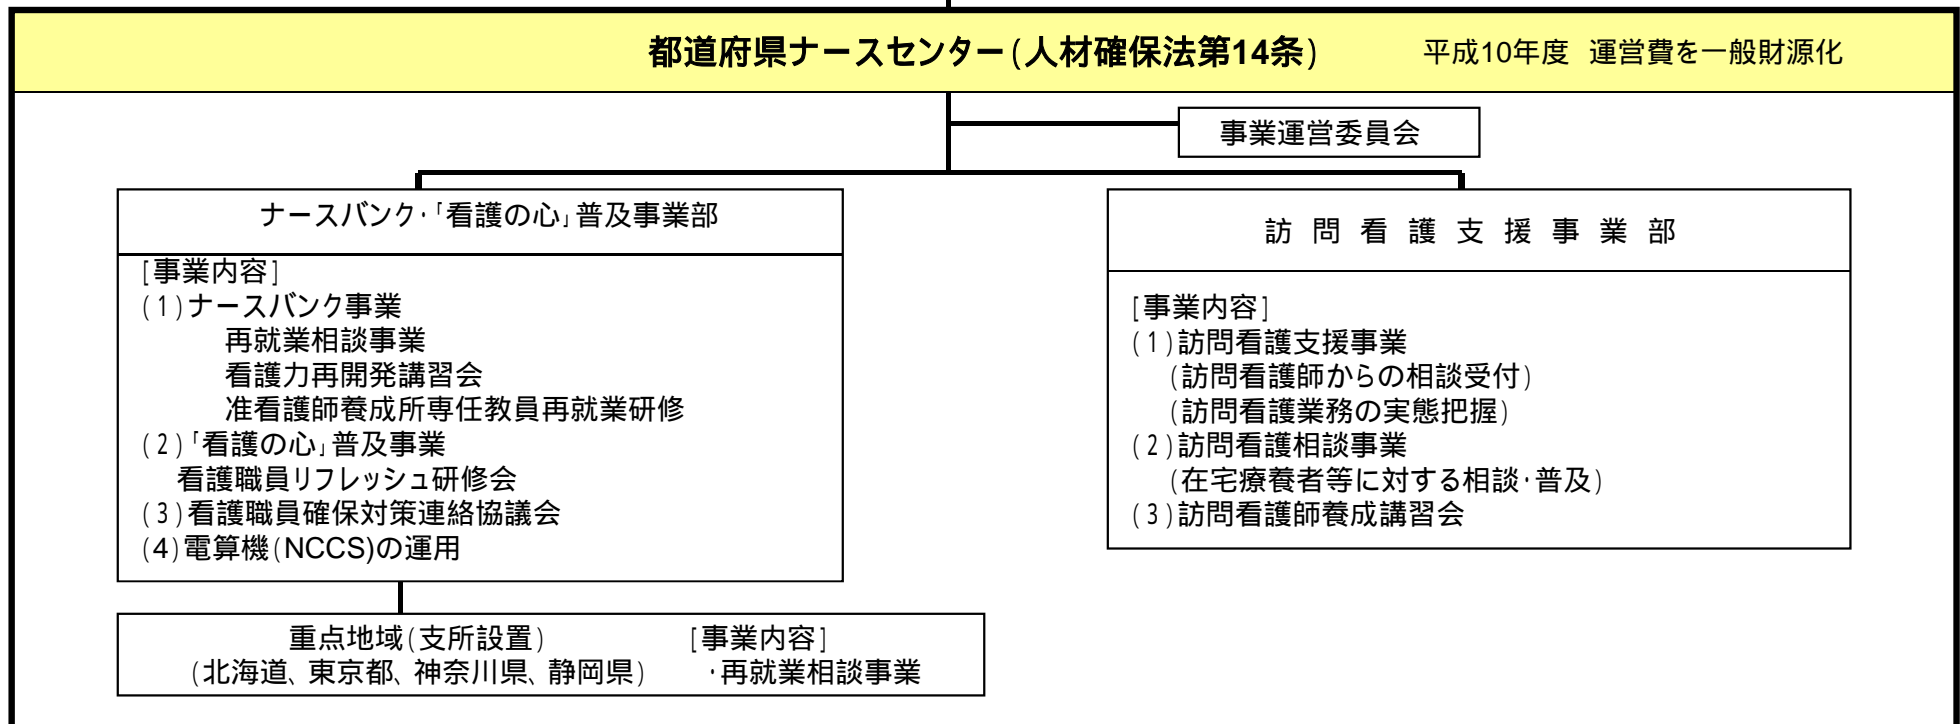 都道府県ナースセンター(人材確保法第14条) 平成10年度 運営費を一般財源化
事業運営委員会
ナースバンク・「看護の心」普及事業部
[事業内容]
(1)ナースバンク事業
再就業相談事業
看護力再開発講習会
准看護師養成所専任教員再就業研修
(2)「看護の心」普及事業
看護職員リフレッシュ研修会
(3)看護職員確保対策連絡協議会
(4)電算機(NCCS)の運用
重点地域(支所設置) [事業内容]
(北海道、東京都、神奈川県、静岡県) ・再就業相談事業
訪問看護支援事業部
[事業内容]
(1)訪問看護支援事業
(訪問看護師からの相談受付)
(訪問看護業務の実態把握)
(2)訪問看護相談事業
(在宅療養者等に対する相談・普及)
(3)訪問看護師養成講習会